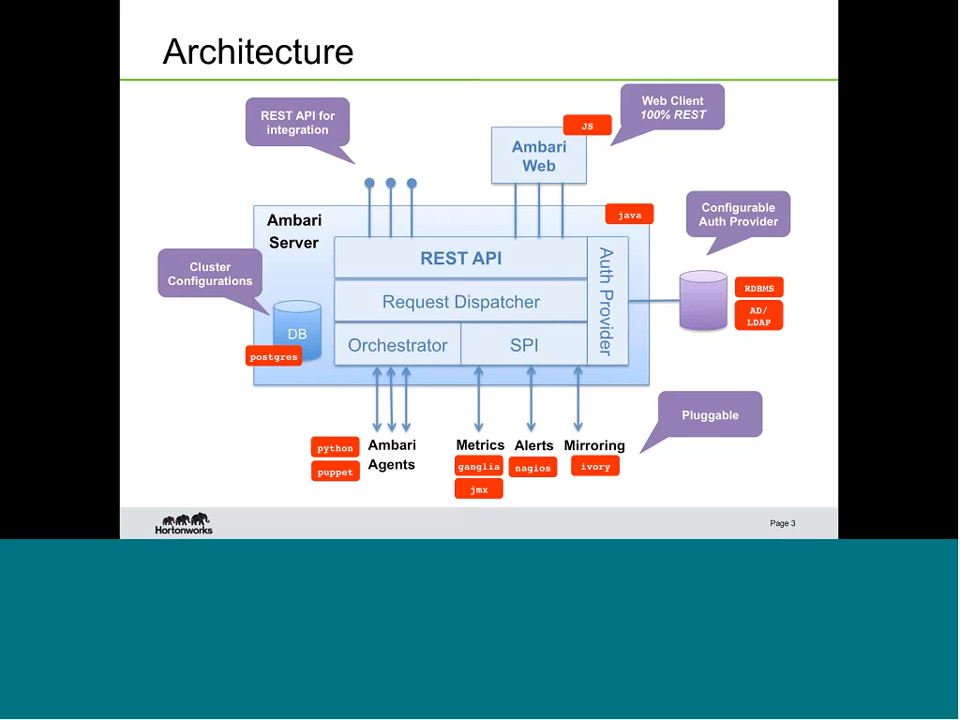 Architecture
REST API for
integration
Web Client
100% REST
JS
Ambari
Web
Configurable
Auth Provider
java
Ambari
Server
REST API
Auth Provider
Cluster
Configurations
Request Dispatcher
RDBMS
AD/
LDAP
DB
postgres
Orchestrator
SPI
Pluggable
python
puppet
Ambari
Agents
Metrics
ganglia
jmx
Alerts
nagios
Mirroring
ivory
Hortonworks
Page 3